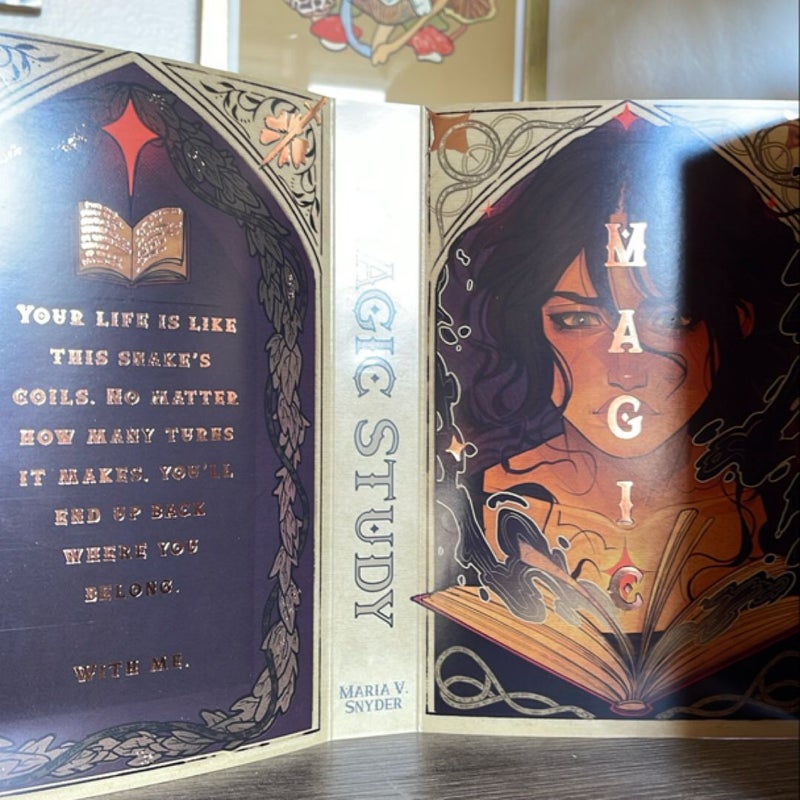 YOUR LIFE IS LIKE
THIS SNAKE'S
COILS. NO MATTER
HOW MANY TURNS
IT MAKES. YOU'LL
END UP BACK
WHERE YOU
BELONG.
WITH ME.
MAGIC STUDY
MARIA V.
SNYDER
MAGIC